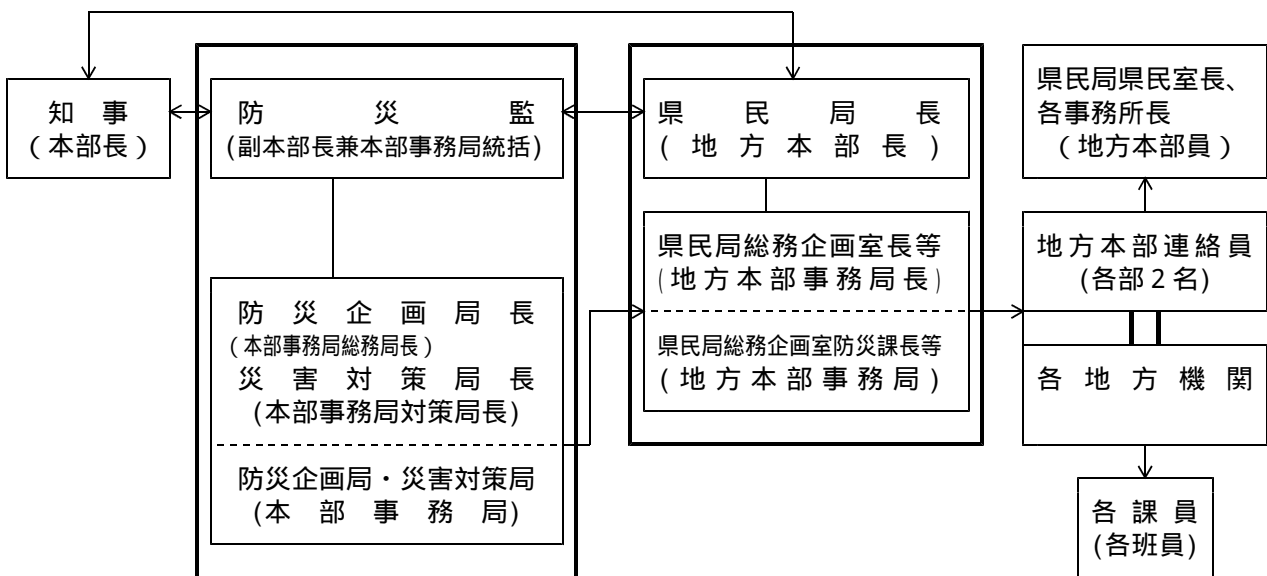 知事
（本部長）
防災監
(副本部長兼本部事務局統括)
防災企画局長
（本部事務局総務局長）
災害対策局長
(本部事務局対策局長)
防災企画局・災害対策局
(本部事務局)
県民局長
(地方本部長)
県民局総務企画室長等
(地方本部事務局長)
県民局総務企画室防災課長等
(地方本部事務局)
県民局県民室長、
各事務所長
（地方本部員）
地方本部連絡員
(各部２名)
各地方機関
各課員
(各班員)